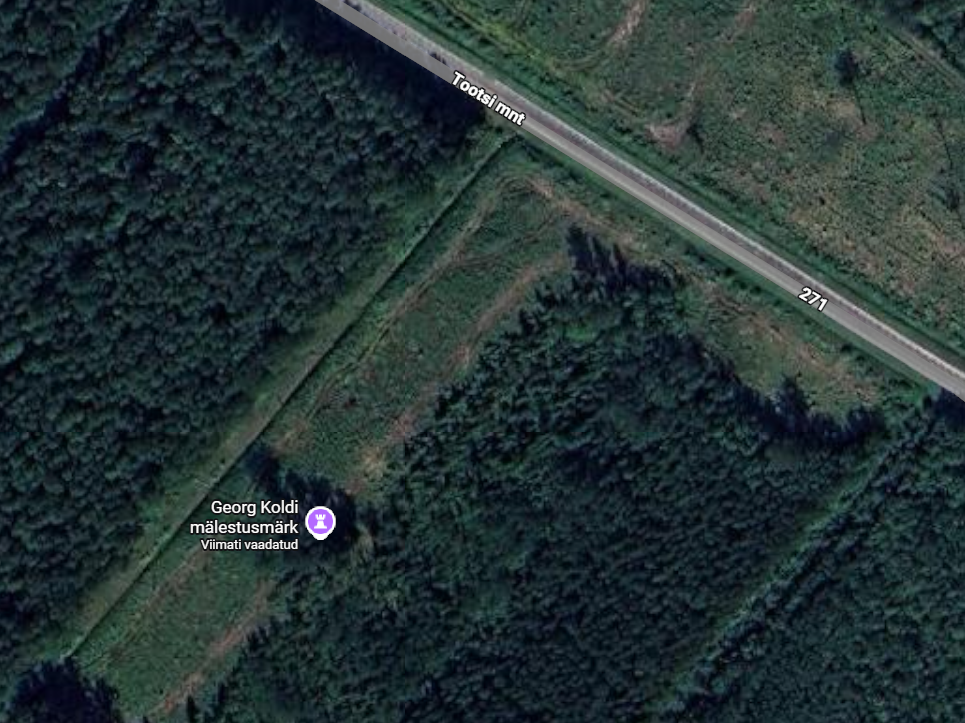 Tootsi mnt
271
Georg Koldi
mälestusmärk
Viimati vaadatud